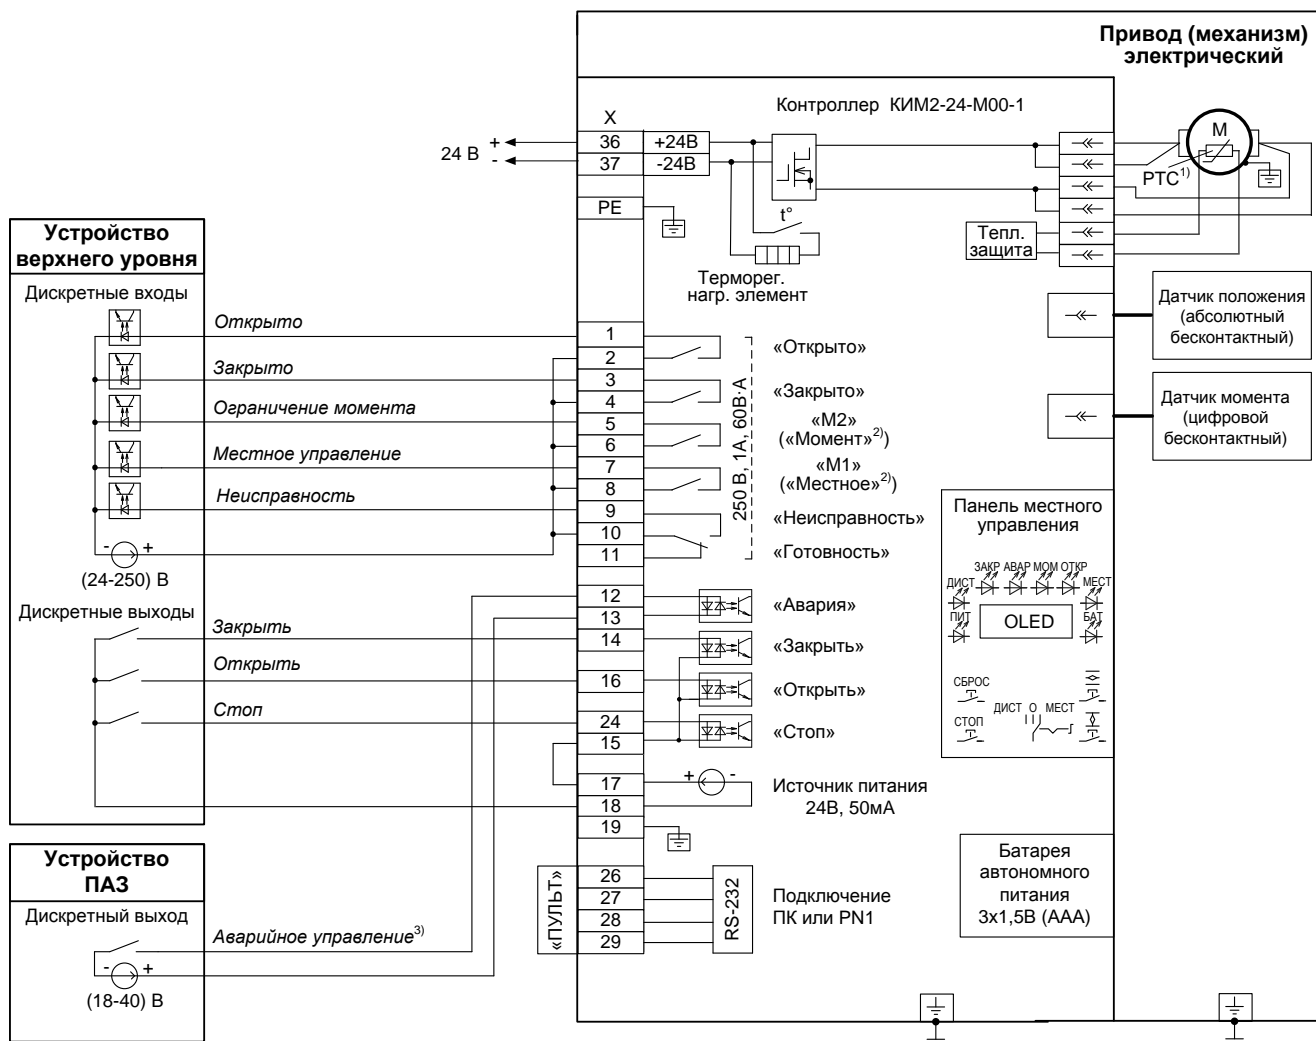 Привод (механизм)
электрический
Контроллер КИМ2-24-М00-1
X
24 В
+
-
36
+24В
37
-24В
PE
t°
Терморег.
нагр. элемент
Тепл.
защита
М
РТС1)
Датчик положения
(абсолютный
бесконтактный)
Датчик момента
(цифровой
бесконтактный)
Устройство
верхнего уровня
Дискретные входы
Открыто
Закрыто
Ограничение момента
Местное управление
Неисправность
- +
(24-250) В
1
2
3
4
5
6
7
8
9
10
11
250 В, 1А, 60В·А
«Открыто»
«Закрыто»
«М2»
(«Момент»2))
«М1»
(«Местное»2))
«Неисправность»
«Готовность»
Дискретные выходы
Закрыть
Открыть
Стоп
12
13
14
16
24
15
17
18
19
«Авария»
«Закрыть»
«Открыть»
«Стоп»
+ -
Источник питания
24В, 50мА
Панель местного
управления
ЗАКР АВАР МОМ ОТКР
ДИСТ
МЕСТ
ПИТ
OLED
БАТ
СБРОС
ДИСТ О МЕСТ
СТОП
Устройство
ПАЗ
Дискретный выход
Аварийное управление3)
- +
(18-40) В
«ПУЛЬТ»
26
27
28
29
RS-232
Подключение
ПК или PN1
Батарея
автономного
питания
3х1,5В (ААА)